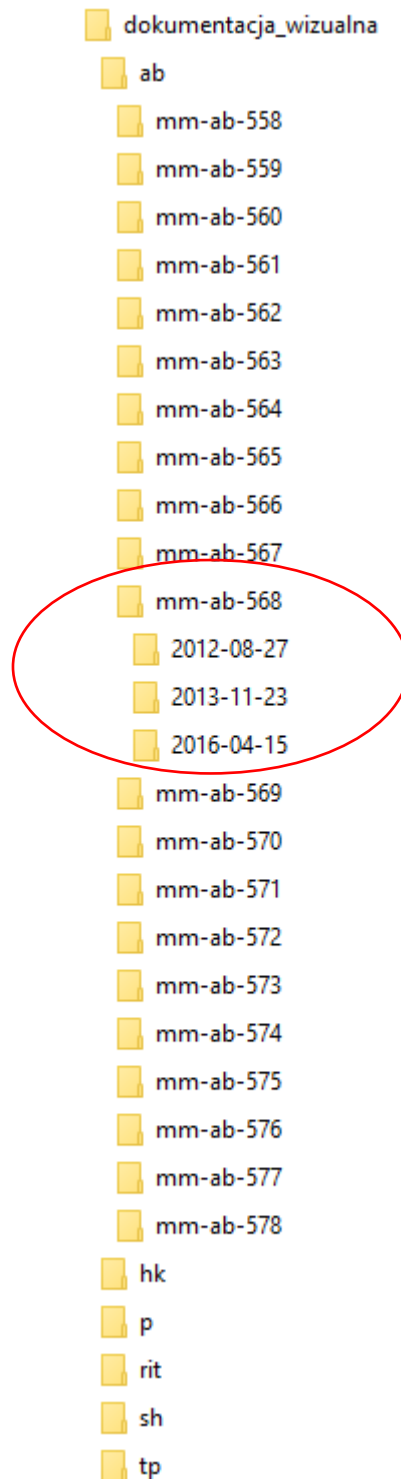 dokumentacja_wizualna
ab
mm-ab-558
mm-ab-559
mm-ab-560
mm-ab-561
mm-ab-562
mm-ab-563
mm-ab-564
mm-ab-565
mm-ab-566
mm-ab-567
mm-ab-568
2012-08-27
2013-11-23
2016-04-15
mm-ab-569
mm-ab-570
mm-ab-571
mm-ab-572
mm-ab-573
mm-ab-574
mm-ab-575
mm-ab-576
mm-ab-577
mm-ab-578
hk
p
rit
sh
tp